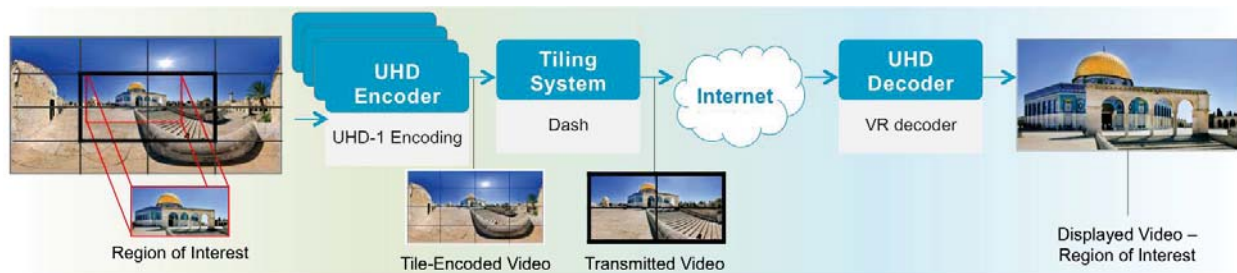 UHD
Encoder
UHD-1 Encoding
Tiling
System
Dash
Internet
UHD
Decoder
VR decoder
Region of Interest
Tile-Encoded Video
Transmitted Video
Displayed Video –
Region of Interest